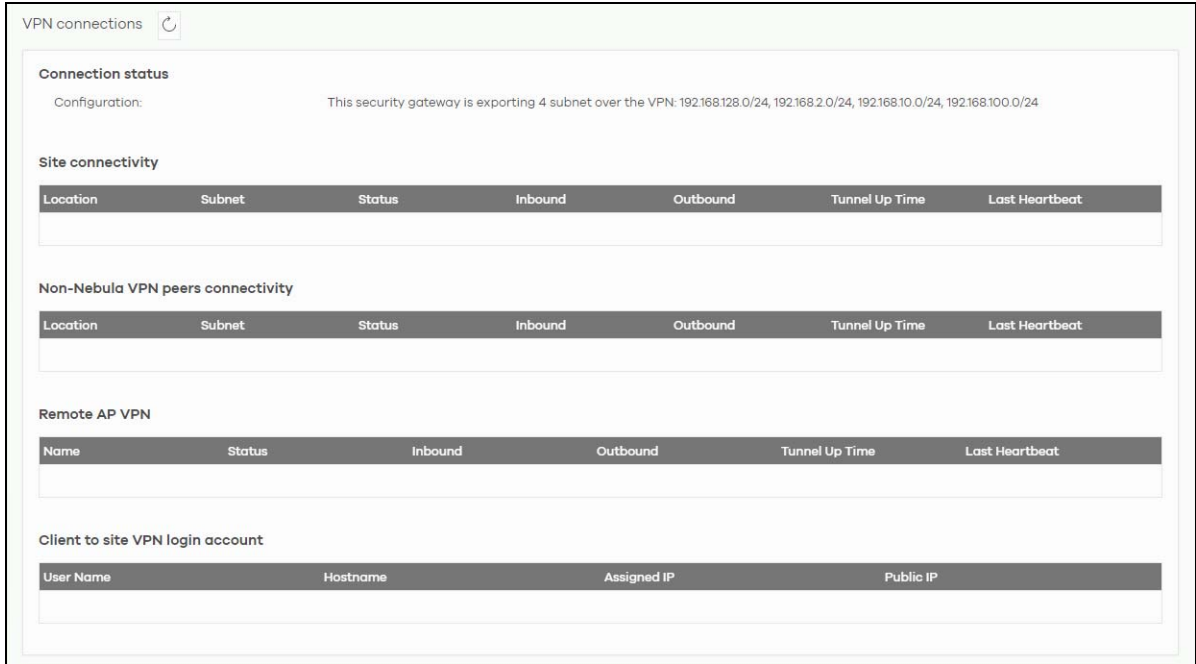 VPN connections
Connection status
Configuration: This security gateway is exporting 4 subnet over the VPN: 192.168.128.0/24, 192.168.2.0/24, 192.168.10.0/24, 192.168.100.0/24
Site connectivity
Location Subnet Status Inbound Outbound Tunnel Up Time Last Heartbeat
Non-Nebula VPN peers connectivity
Location Subnet Status Inbound Outbound Tunnel Up Time Last Heartbeat
Remote AP VPN
Name Status Inbound Outbound Tunnel Up Time Last Heartbeat
Client to site VPN login account
User Name Hostname Assigned IP Public IP